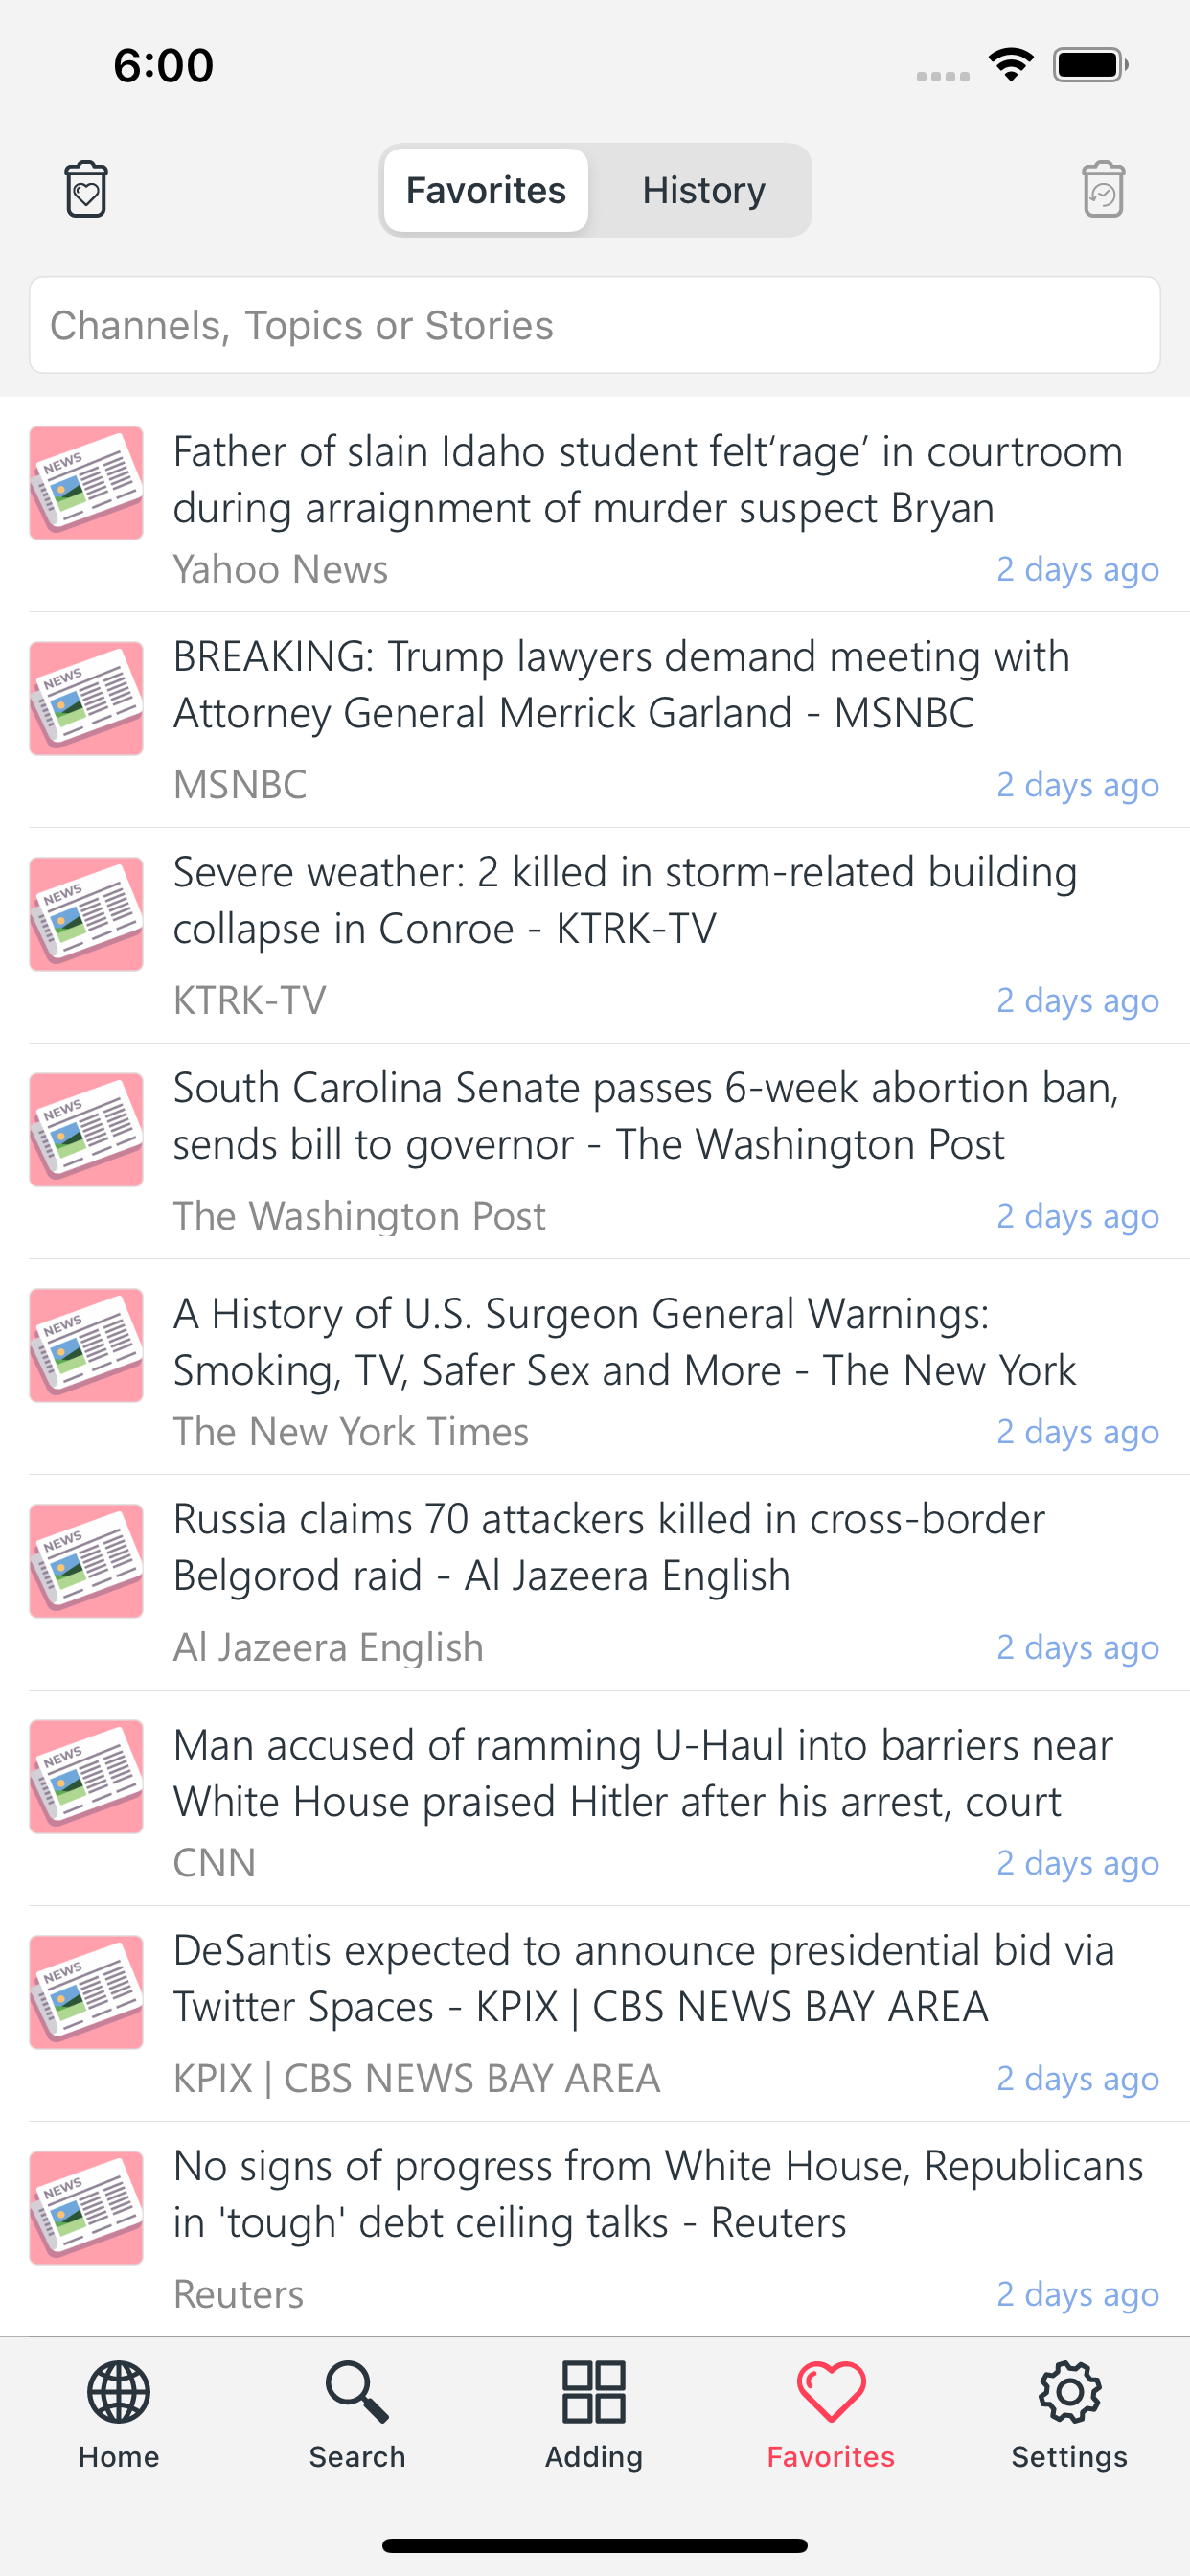 6:00
Favorites
History
Channels, Topics or Stories
NEWS
Father of slain Idaho student felt‘rage’ in courtroom
during arraignment of murder suspect Bryan
Yahoo News
2 days ago
NEWS
BREAKING: Trump lawyers demand meeting with
Attorney General Merrick Garland - MSNBC
MSNBC
2 days ago
NEWS
Severe weather: 2 killed in storm-related building
collapse in Conroe - KTRK-TV
KTRK-TV
2 days ago
NEWS
South Carolina Senate passes 6-week abortion ban,
sends bill to governor - The Washington Post
The Washington Post
2 days ago
NEWS
A History of U.S. Surgeon General Warnings:
Smoking, TV, Safer Sex and More - The New York
The New York Times
2 days ago
NEWS
Russia claims 70 attackers killed in cross-border
Belgorod raid - Al Jazeera English
Al Jazeera English
2 days ago
NEWS
Man accused of ramming U-Haul into barriers near
White House praised Hitler after his arrest, court
CNN
2 days ago
NEWS
DeSantis expected to announce presidential bid via
Twitter Spaces - KPIX | CBS NEWS BAY AREA
KPIX | CBS NEWS BAY AREA
2 days ago
NEWS
No signs of progress from White House, Republicans
in 'tough' debt ceiling talks - Reuters
Reuters
2 days ago
Home
Search
Adding
Favorites
Settings